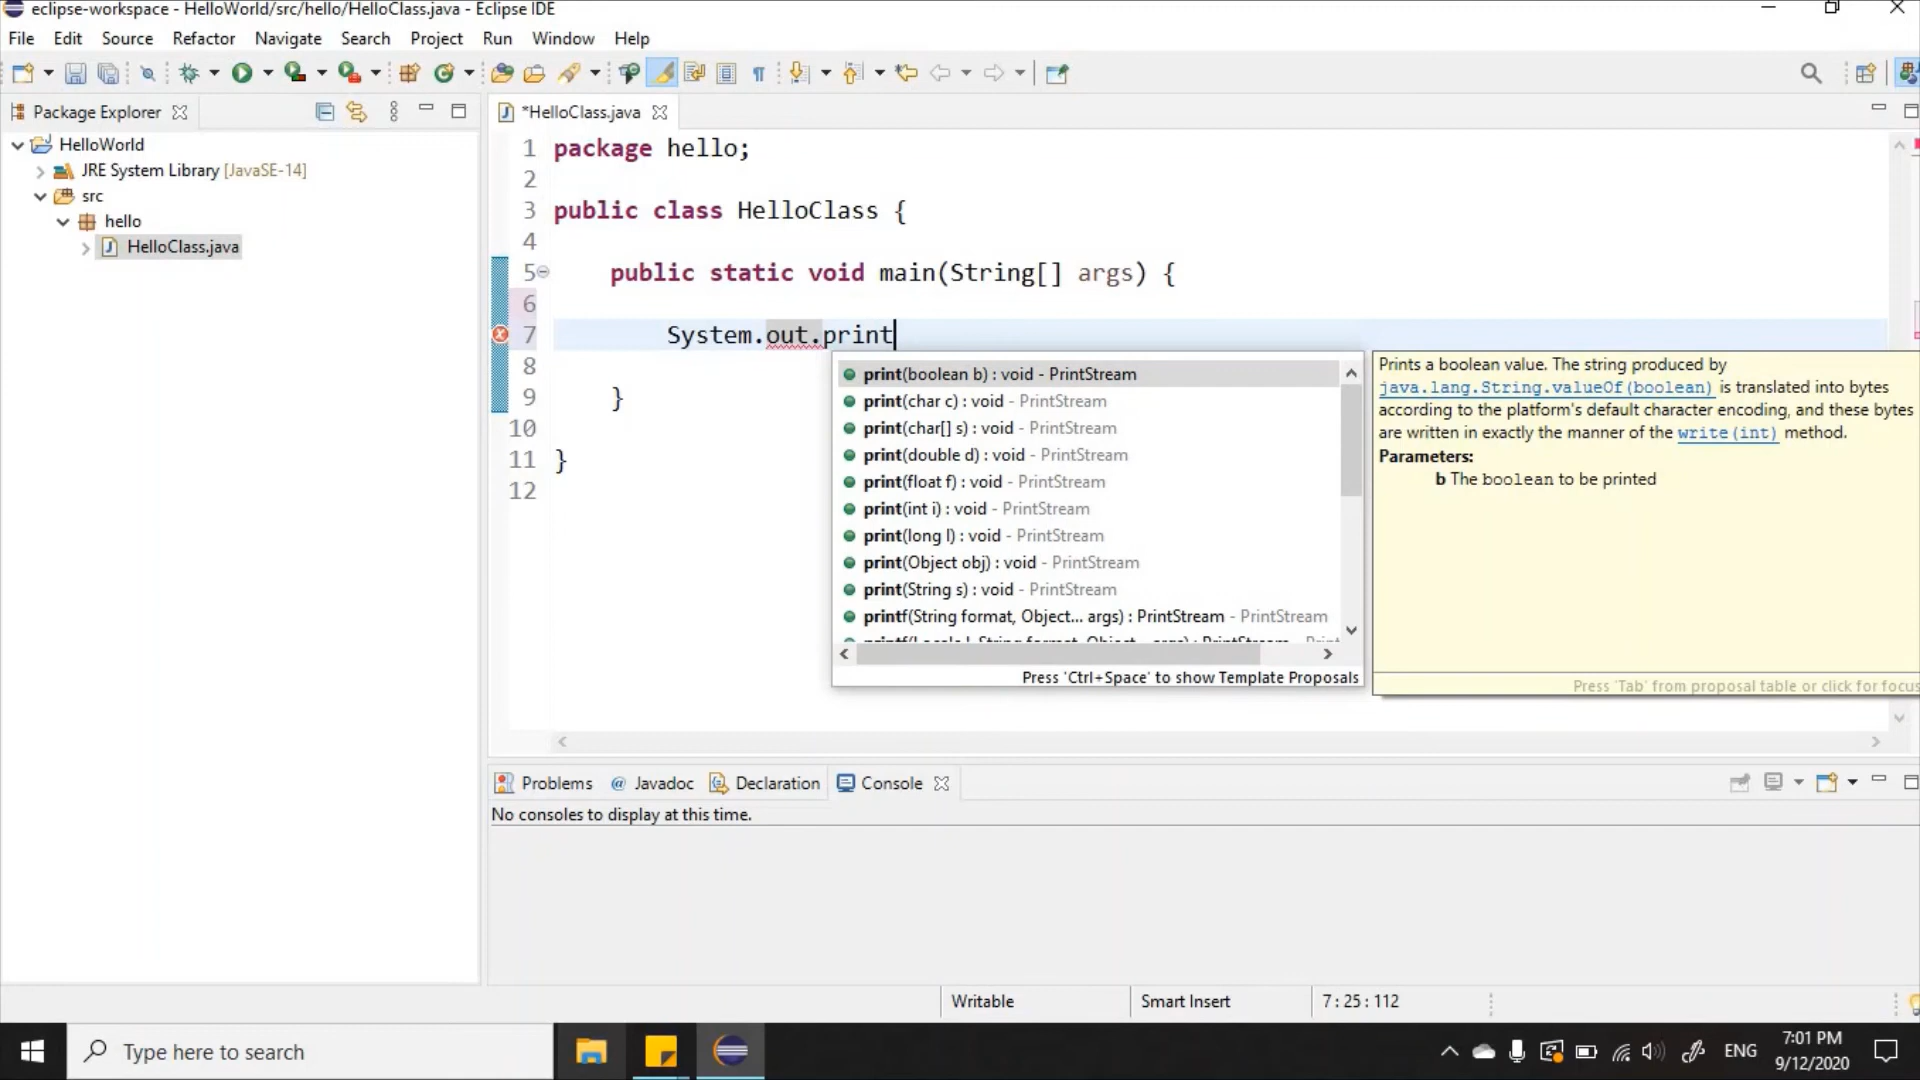 eclipse-workspace - HelloWorld/src/hello/HelloClass.java - Eclipse IDE
File Edit Source Refactor Navigate Search Project Run Window Help
Package Explorer
HelloWorld
JRE System Library [JavaSE-14]
src
hello
HelloClass.java
*HelloClass.java
1 package hello;
2
3 public class HelloClass {
4
5 public static void main(String[] args) {
6
7 System.out.print
8
9 }
10
11 }
12
print(boolean b) : void - PrintStream
print(char c) : void - PrintStream
print(char[] s) : void - PrintStream
print(double d) : void - PrintStream
print(float f) : void - PrintStream
print(int i) : void - PrintStream
print(long l) : void - PrintStream
print(Object obj) : void - PrintStream
print(String s) : void - PrintStream
printf(String format, Object... args) : PrintStream - PrintStream
printf(Locale l, String format, Object... args) : PrintStream - Print
Press 'Ctrl+Space' to show Template Proposals
Prints a boolean value. The string produced by
java.lang.String.valueOf(boolean) is translated into bytes
according to the platform's default character encoding, and these bytes
are written in exactly the manner of the write(int) method.
Parameters:
b The boolean to be printed
Press 'Tab' from proposal table or click for focus
Problems Javadoc Declaration Console
No consoles to display at this time.
Writable Smart Insert 7 : 25 : 112
Type here to search
ENG
7:01 PM
9/12/2020